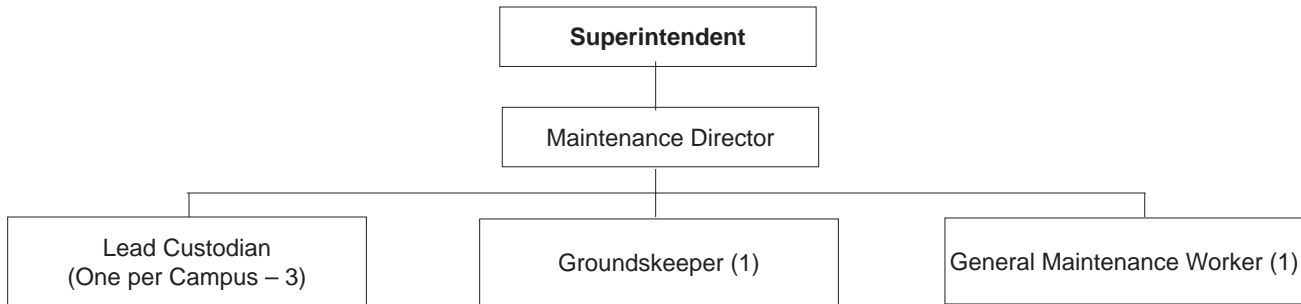 Superintendent
Maintenance Director
Lead Custodian
(One per Campus – 3)
Groundskeeper (1)
General Maintenance Worker (1)